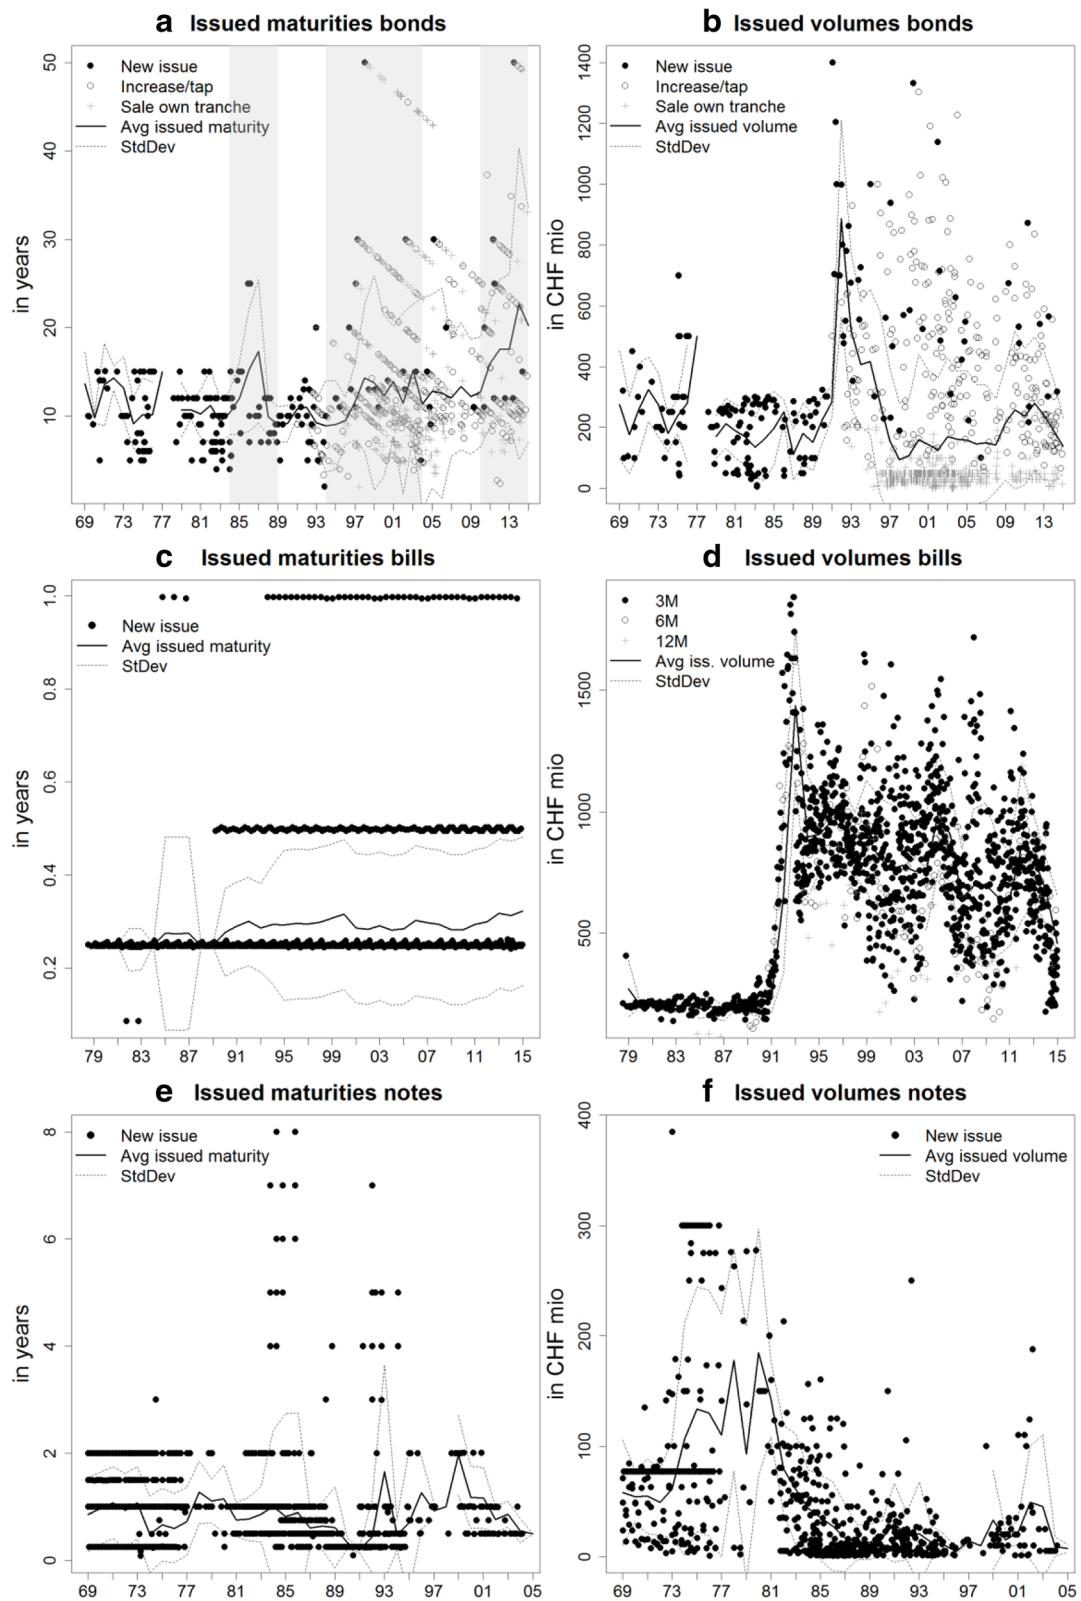 a Issued maturities bonds
50
40
30
20
10
in years
New issue
Increase/tap
Sale own tranche
Avg issued maturity
StdDev
69 73 77 81 85 89 93 97 01 05 09 13
b Issued volumes bonds
1400
1200
1000
800
600
400
200
0
in CHF mio
New issue
Increase/tap
Sale own tranche
Avg issued volume
StdDev
69 73 77 81 85 89 93 97 01 05 09 13
c Issued maturities bills
1.0
0.8
0.6
0.4
0.2
in years
New issue
Avg issued maturity
StDev
79 83 87 91 95 99 03 07 11 15
d Issued volumes bills
1500
1000
500
in CHF mio
3M
6M
12M
Avg iss. volume
StdDev
79 83 87 91 95 99 03 07 11 15
e Issued maturities notes
8
6
4
2
0
in years
New issue
Avg issued maturity
StdDev
69 73 77 81 85 89 93 97 01 05
f Issued volumes notes
400
300
200
100
0
in CHF mio
New issue
Avg issued volume
StdDev
69 73 77 81 85 89 93 97 01 05